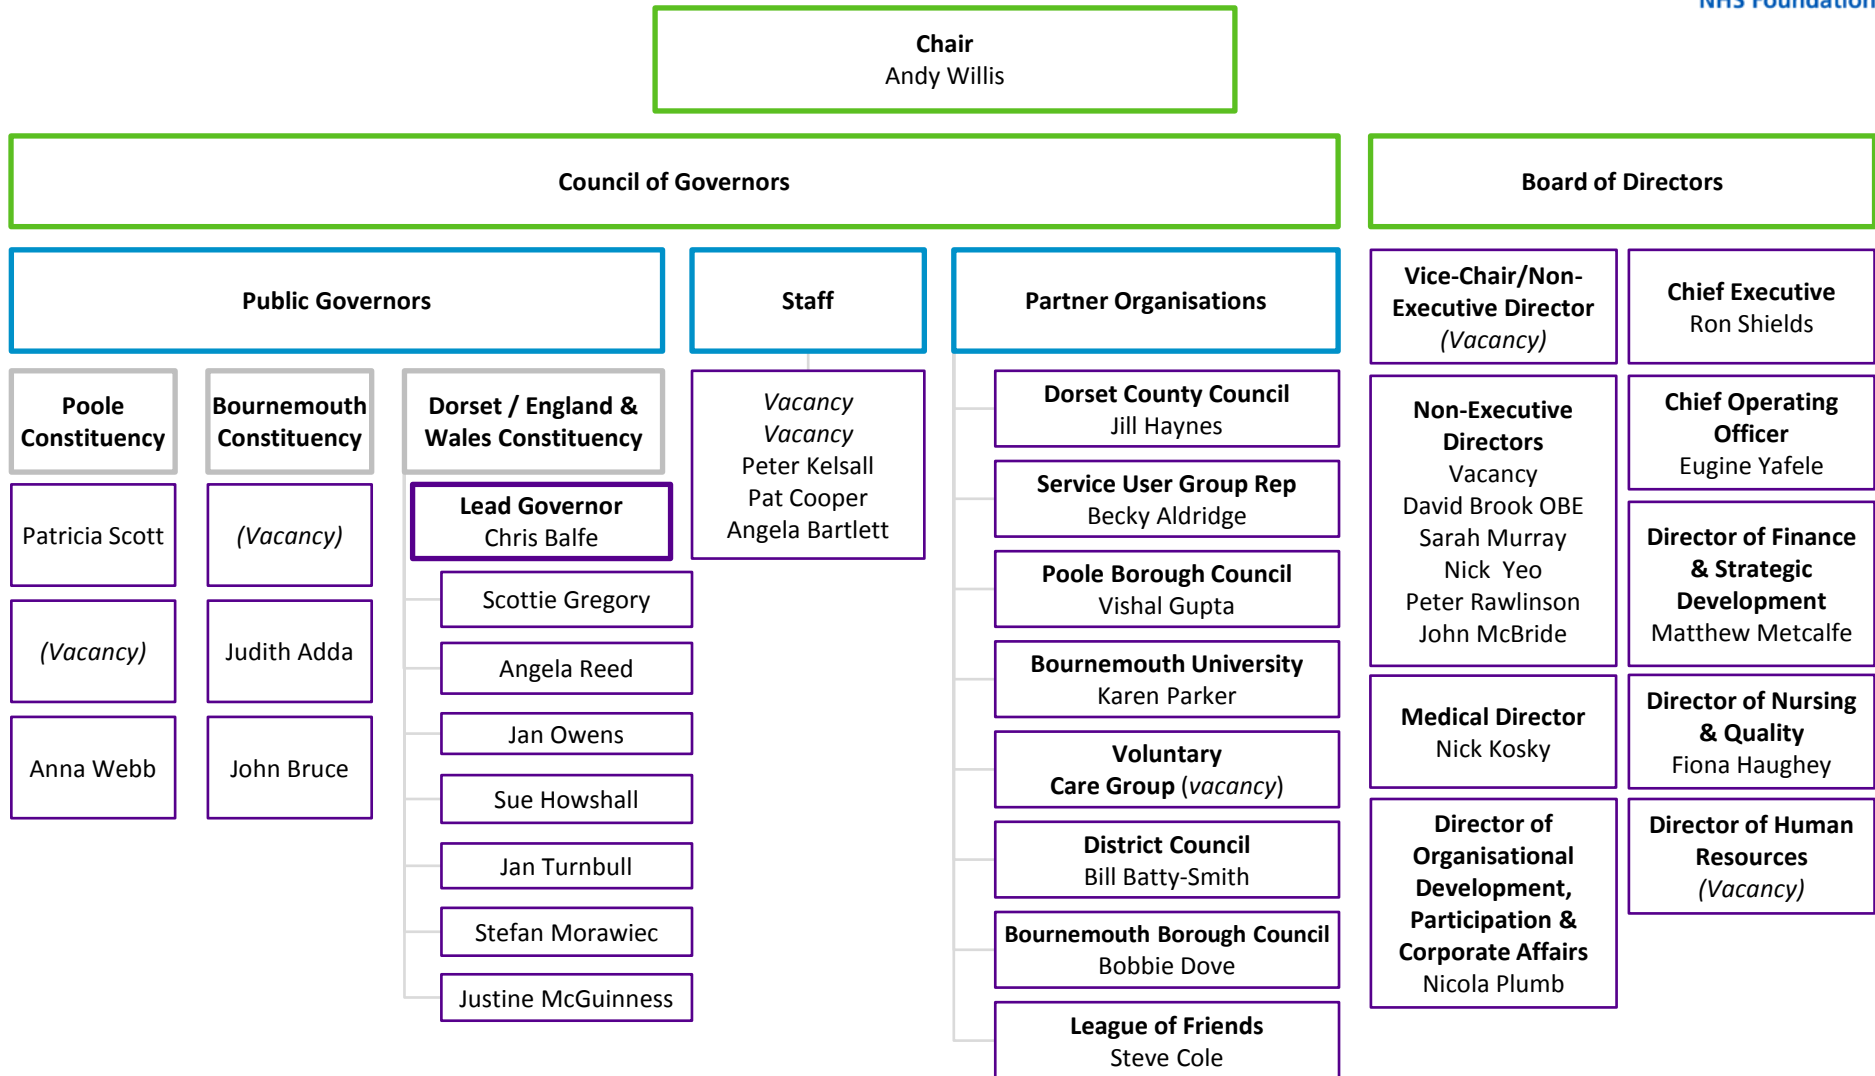 NHS Foundation
Chair
Andy Willis
Council of Governors
Board of Directors
Public Governors
Staff
Partner Organisations
Vice-Chair/Non-
Executive Director
(Vacancy)
Chief Executive
Ron Shields
Poole
Constituency
Patricia Scott
(Vacancy)
Anna Webb
Bournemouth
Constituency
(Vacancy)
Judith Adda
John Bruce
Dorset / England &
Wales Constituency
Lead Governor
Chris Balfe
Scottie Gregory
Angela Reed
Jan Owens
Sue Howshall
Jan Turnbull
Stefan Morawiec
Justine McGuinness
Vacancy
Vacancy
Peter Kelsall
Pat Cooper
Angela Bartlett
Dorset County Council
Jill Haynes
Service User Group Rep
Becky Aldridge
Poole Borough Council
Vishal Gupta
Bournemouth University
Karen Parker
Voluntary
Care Group (vacancy)
District Council
Bill Batty-Smith
Bournemouth Borough Council
Bobbie Dove
League of Friends
Steve Cole
Non-Executive
Directors
Vacancy
David Brook OBE
Sarah Murray
Nick  Yeo
Peter Rawlinson
John McBride
Medical Director
Nick Kosky
Director of
Organisational
Development,
Participation &
Corporate Affairs
Nicola Plumb
Chief Operating
Officer
Eugine Yafele
Director of Finance
& Strategic
Development
Matthew Metcalfe
Director of Nursing
& Quality
Fiona Haughey
Director of Human
Resources
(Vacancy)